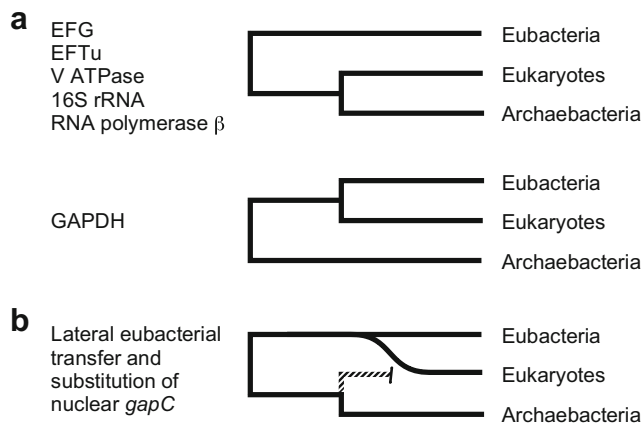 a
EFG
EFTu
V ATPase
16S rRNA
RNA polymerase β
Eubacteria
Eukaryotes
Archaebacteria
GAPDH
Eubacteria
Eukaryotes
Archaebacteria
b
Lateral eubacterial
transfer and
substitution of
nuclear gapC
Eubacteria
Eukaryotes
Archaebacteria